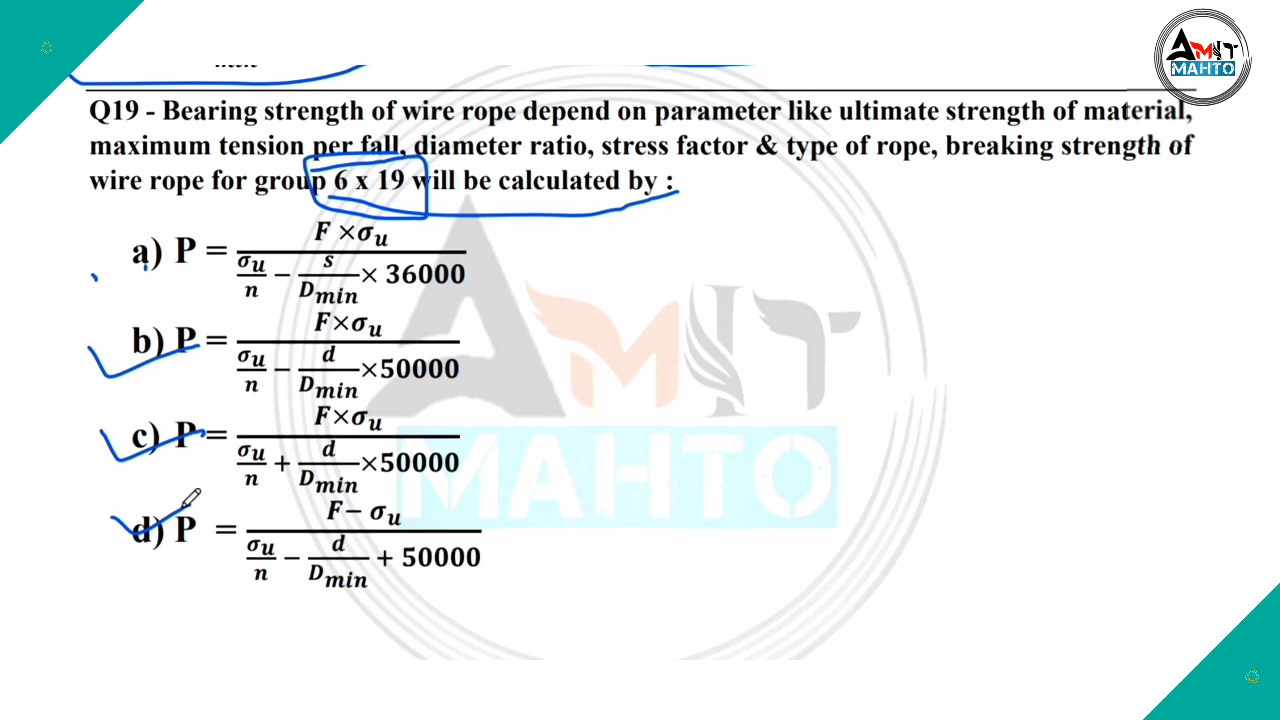 AMIT
MAHTO
Q19 - Bearing strength of wire rope depend on parameter like ultimate strength of material,
maximum tension per fall, diameter ratio, stress factor & type of rope, breaking strength of
wire rope for group 6 x 19 will be calculated by :
a) P = F ×σu / (σu/n − s/Dmin × 36000)
b) P = F×σu / (σu/n − d/Dmin ×50000)
c) P = F×σu / (σu/n + d/Dmin ×50000)
d) P = F− σu / (σu/n − d/Dmin + 50000)
AMIT
MAHTO